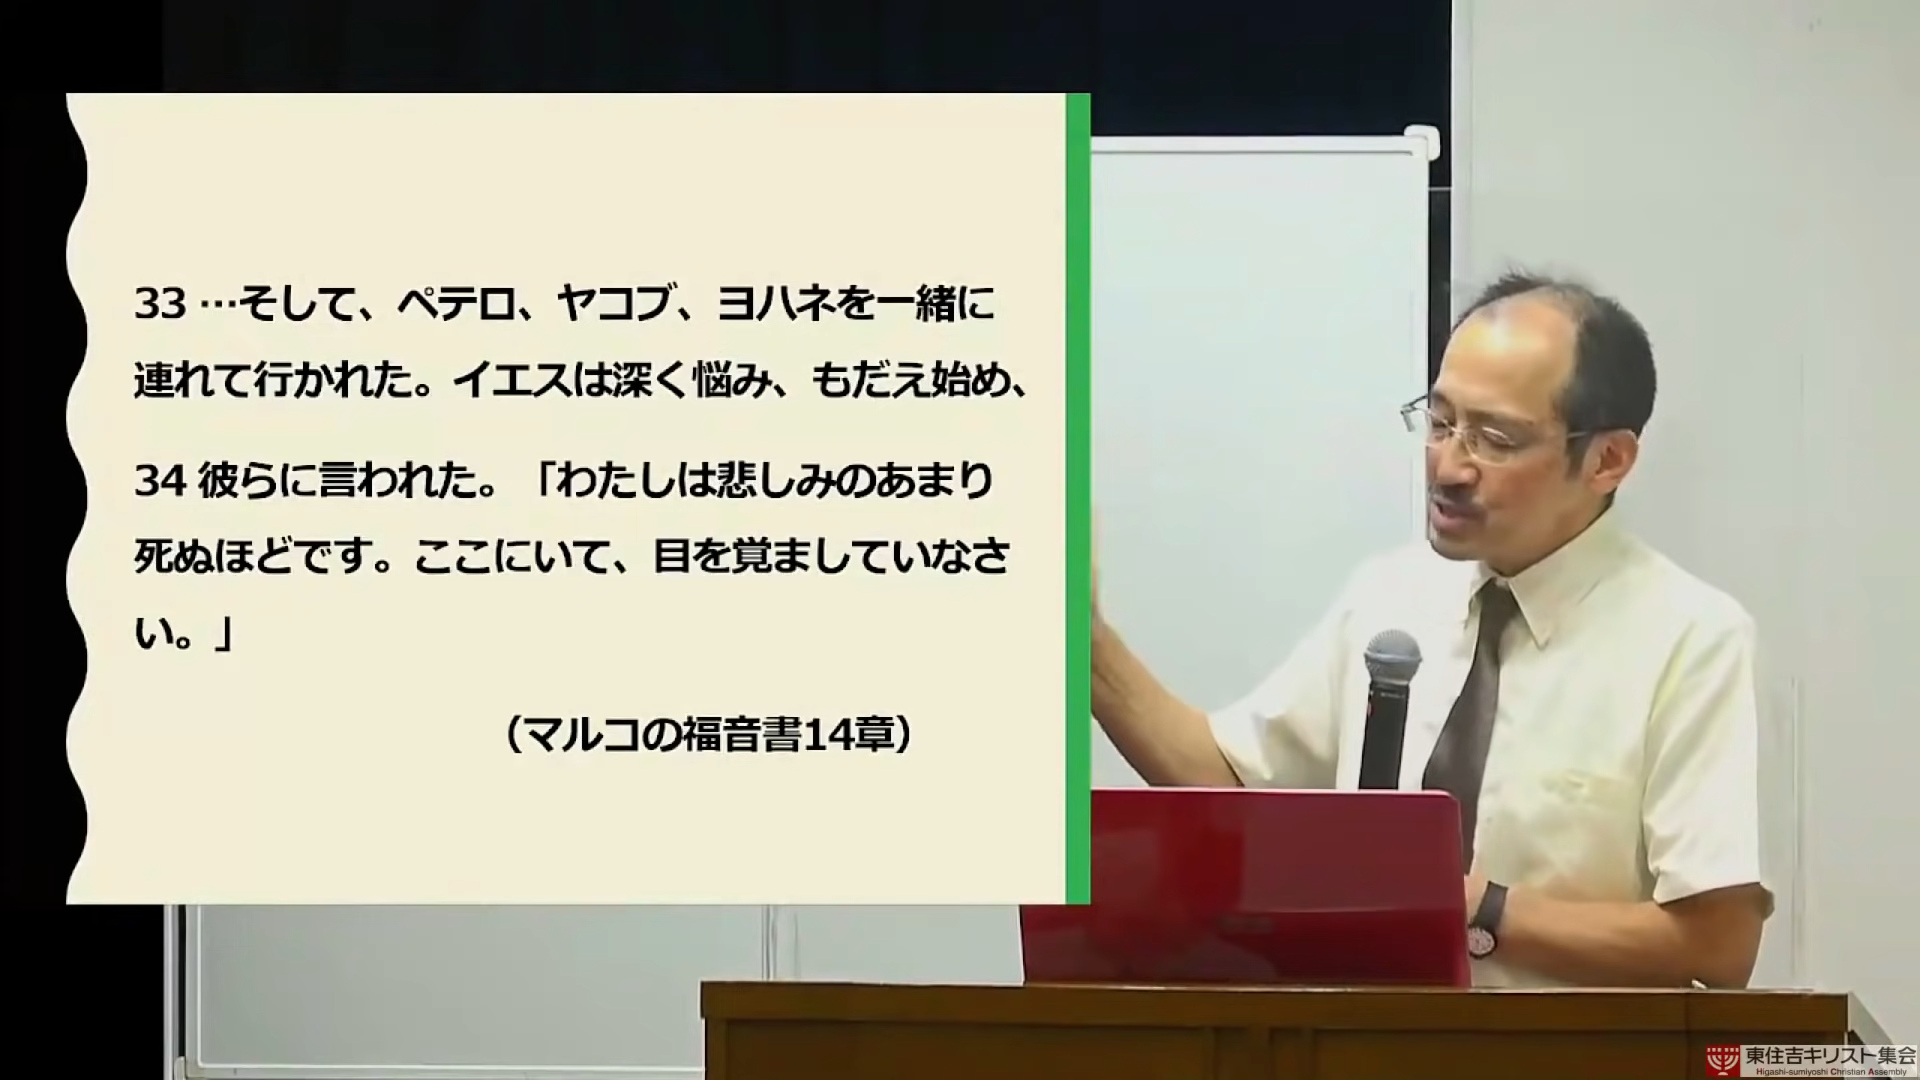 33 …そして、ペテロ、ヤコブ、ヨハネを一緒に
連れて行かれた。イエスは深く悩み、もだえ始め、
34 彼らに言われた。「わたしは悲しみのあまり
死ぬほどです。ここにいて、目を覚ましていなさ
い。」
（マルコの福音書14章）
東住吉キリスト集会
Higashi-sumiyoshi Christian Assembly